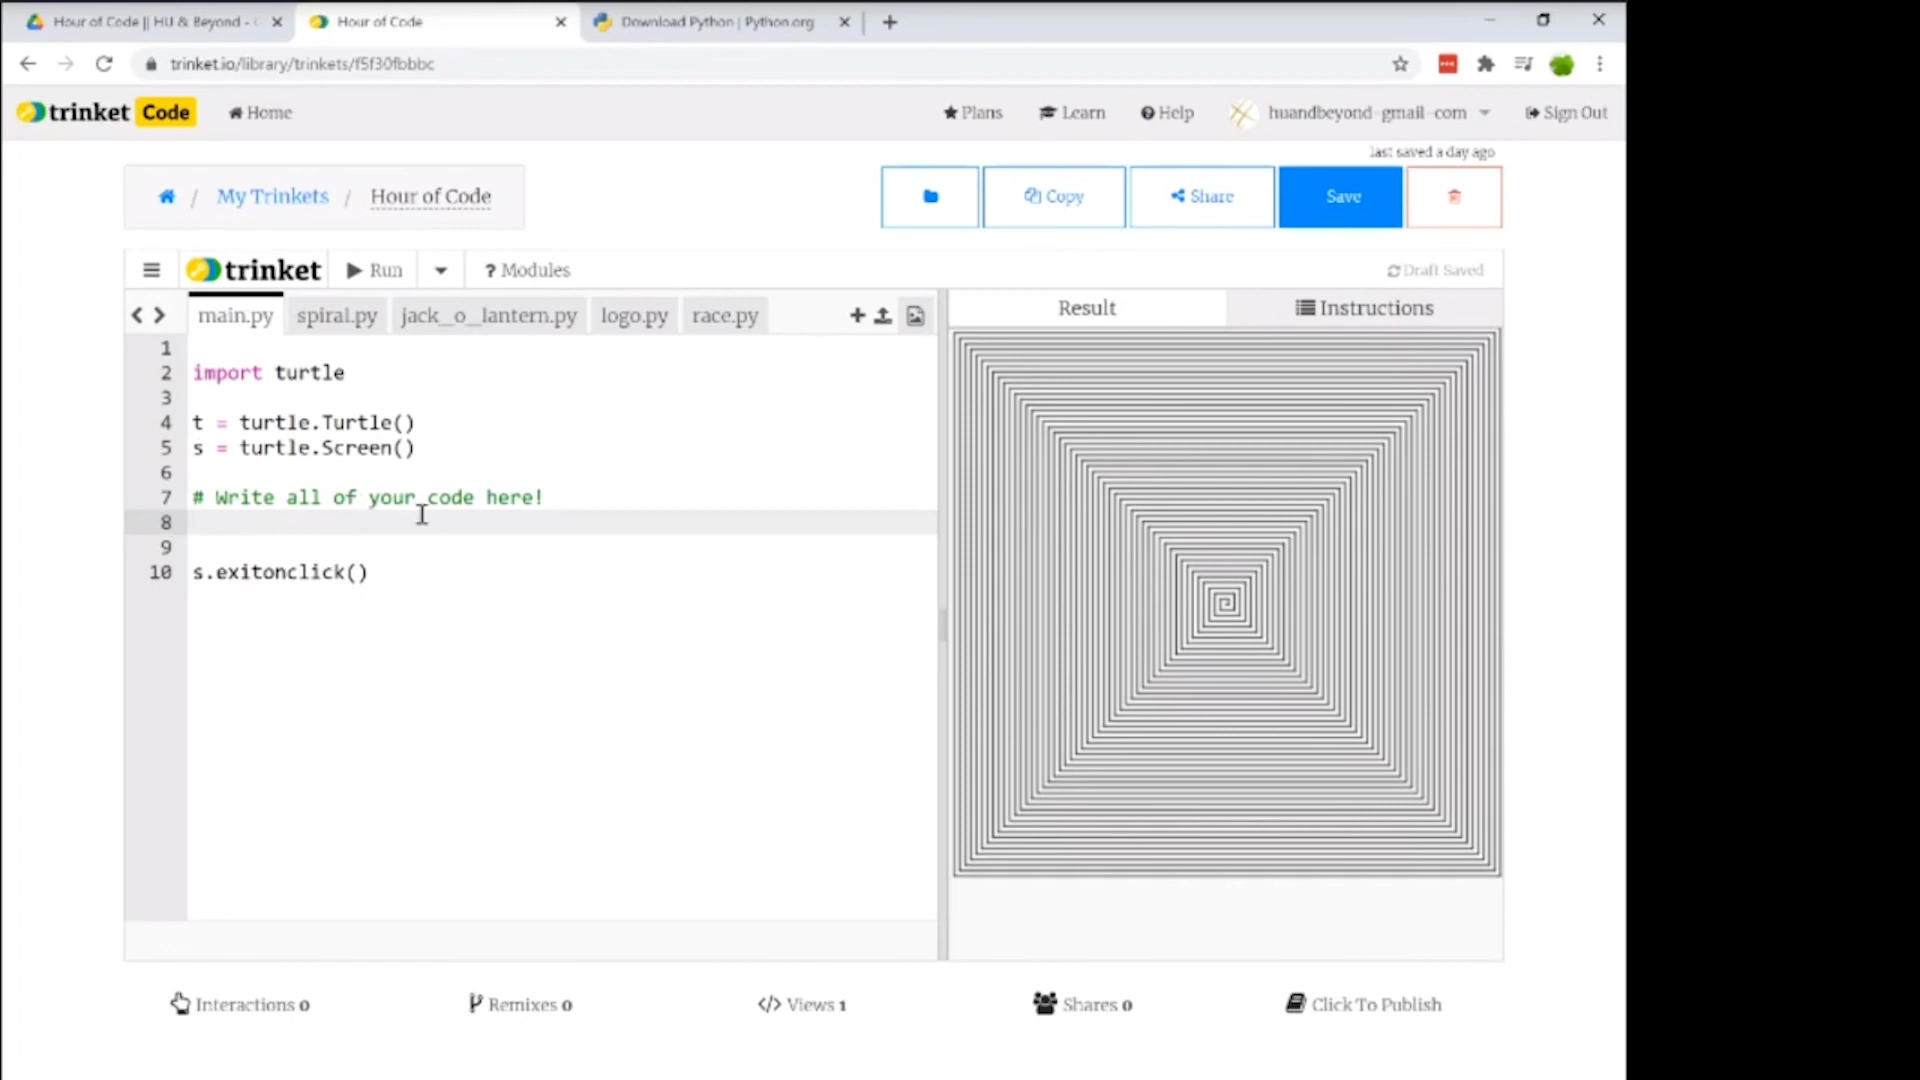 Hour of Code || HU & Beyond -
Hour of Code
Download Python | Python.org
trinket.io/library/trinkets/f5f30fbbbc
trinket Code
Home
Plans
Learn
Help
huandbeyond-gmail-com
Sign Out
last saved a day ago
/ My Trinkets / Hour of Code
Copy
Share
Save
trinket
Run
? Modules
Draft Saved
main.py
spiral.py
jack_o_lantern.py
logo.py
race.py
Result
Instructions
1
2 import turtle
3
4 t = turtle.Turtle()
5 s = turtle.Screen()
6
7 # Write all of your code here!
8
9
10 s.exitonclick()
Interactions 0
Remixes 0
Views 1
Shares 0
Click To Publish